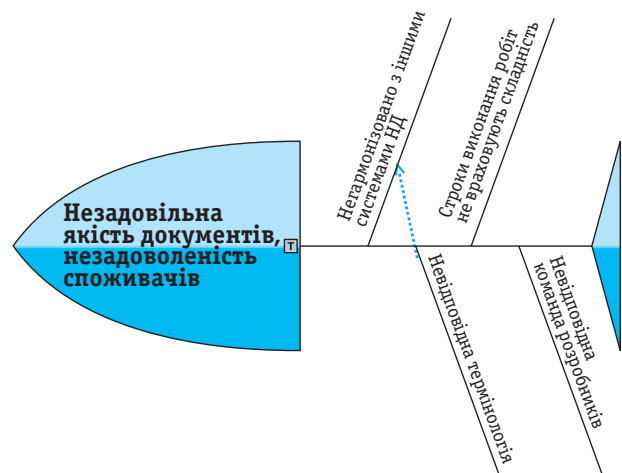 Негармонізовано з іншими
системами НД
Строки виконання робіт
не враховують складність
Незадовільна
якість документів,
незадоволеність
споживачів
Т
Невідповідна термінологія
Невідповідна
команда розробників